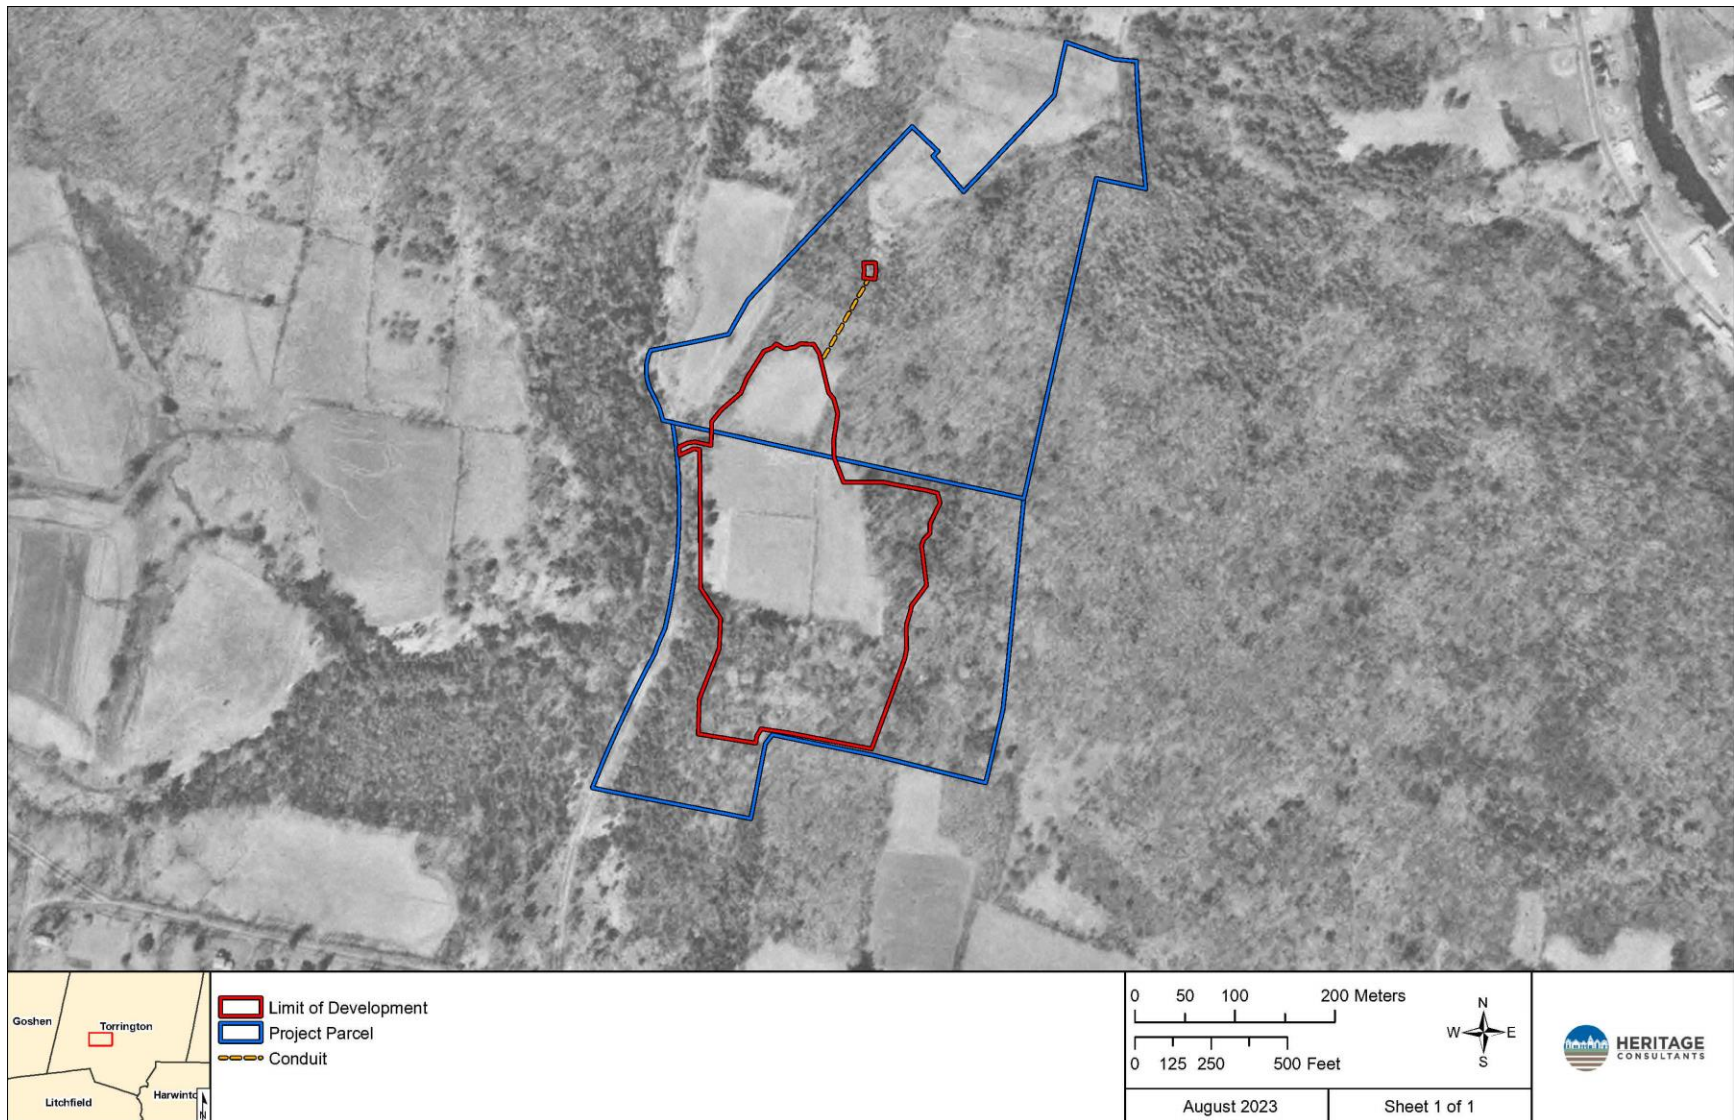 Goshen
Torrington
Litchfield
N
Limit of Development
Project Parcel
Conduit
0 50 100 200 Meters
0 125 250 500 Feet
N
W E
S
August 2023
Sheet 1 of 1
HERITAGE
CONSULTANTS